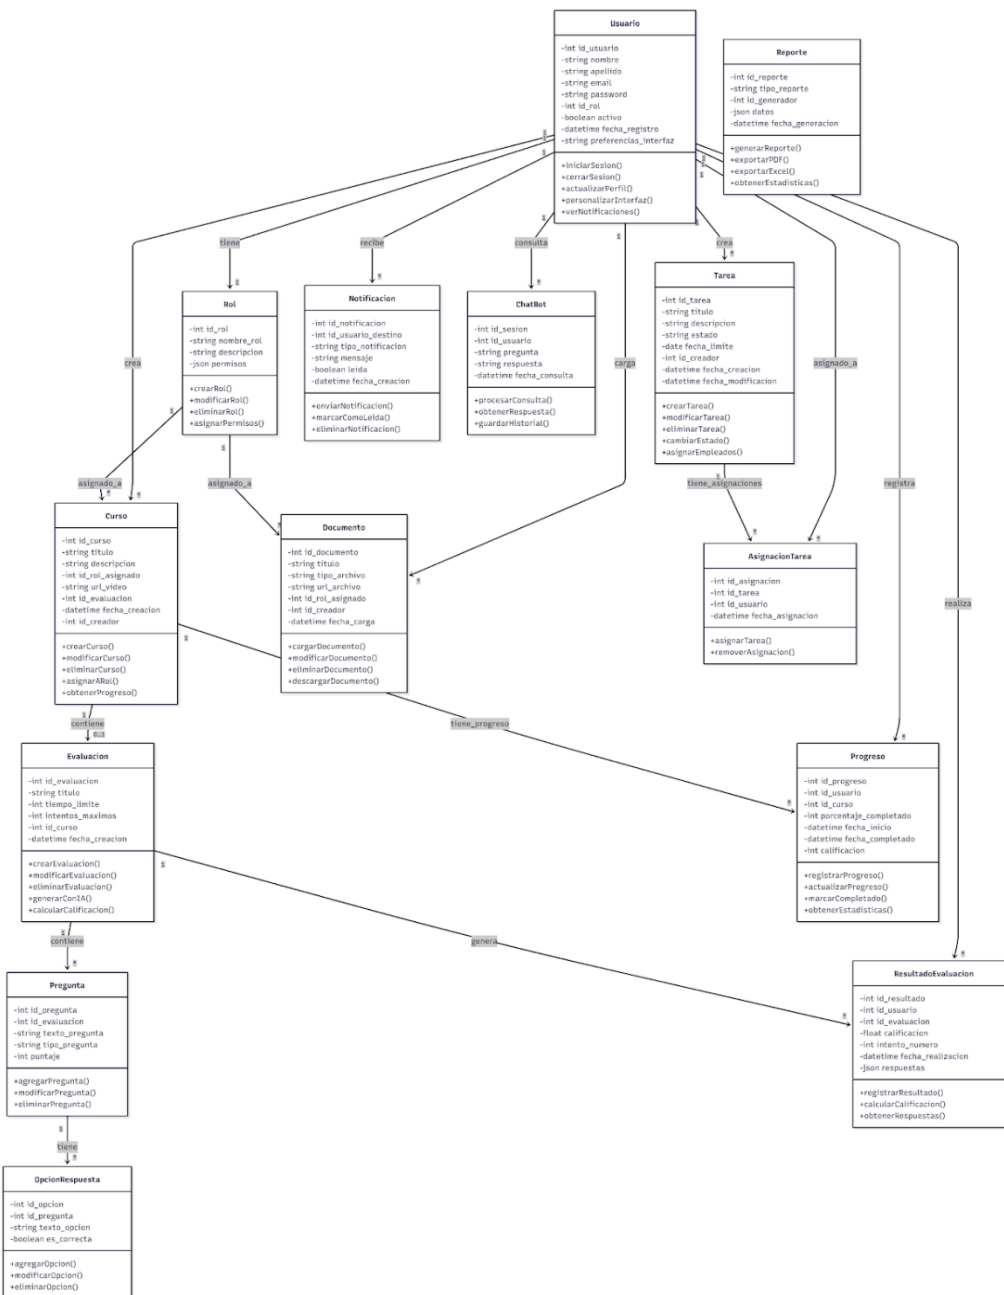 Usuario
-int id_usuario
-string nombre
-string apellido
-string email
-string password
-int id_rol
-boolean activo
-datetime fecha_registro
-string preferencias_interfaz
+iniciarSesion()
+cerrarSesion()
+actualizarPerfil()
+personalizarInterfaz()
+verNotificaciones()
Reporte
-int id_reporte
-string tipo_reporte
-int id_generador
-json datos
-datetime fecha_generacion
+generarReporte()
+exportarPDF()
+exportarExcel()
+obtenerEstadisticas()
tiene
recibe
consulta
crea
Rol
-int id_rol
-string nombre_rol
-string descripcion
-json permisos
+crearRol()
+modificarRol()
+eliminarRol()
+asignarPermisos()
Notificacion
-int id_notificacion
-int id_usuario_destino
-string tipo_notificacion
-string mensaje
-boolean leida
-datetime fecha_creacion
+enviarNotificacion()
+marcarComoLeida()
+eliminarNotificacion()
ChatBot
-int id_sesion
-int id_usuario
-string pregunta
-string respuesta
-datetime fecha_consulta
+procesarConsulta()
+obtenerRespuesta()
+guardarHistorial()
Tarea
-int id_tarea
-string titulo
-string descripcion
-string estado
-date fecha_limite
-int id_creador
-datetime fecha_creacion
-datetime fecha_modificacion
+crearTarea()
+modificarTarea()
+eliminarTarea()
+cambiarEstado()
+asignarEmpleados()
crea
carga
asignado_a
asignado_a
asignado_a
tiene_asignaciones
registra
Curso
-int id_curso
-string titulo
-string descripcion
-int id_rol_asignado
-string url_video
-int id_evaluacion
-datetime fecha_creacion
-int id_creador
+crearCurso()
+modificarCurso()
+eliminarCurso()
+asignarARol()
+obtenerProgreso()
Documento
-int id_documento
-string titulo
-string tipo_archivo
-string url_archivo
-int id_rol_asignado
-int id_creador
-datetime fecha_carga
+cargarDocumento()
+modificarDocumento()
+eliminarDocumento()
+descargarDocumento()
AsignacionTarea
-int id_asignacion
-int id_tarea
-int id_usuario
-datetime fecha_asignacion
+asignarTarea()
+removerAsignacion()
realiza
contiene
tiene_progreso
Evaluacion
-int id_evaluacion
-string titulo
-int tiempo_limite
-int intentos_maximos
-int id_curso
-datetime fecha_creacion
+crearEvaluacion()
+modificarEvaluacion()
+eliminarEvaluacion()
+generarConIA()
+calcularCalificacion()
Progreso
-int id_progreso
-int id_usuario
-int id_curso
-int porcentaje_completado
-datetime fecha_inicio
-datetime fecha_completado
-int calificacion
+registrarProgreso()
+actualizarProgreso()
+marcarCompletado()
+obtenerEstadisticas()
contiene
genera
Pregunta
-int id_pregunta
-int id_evaluacion
-string texto_pregunta
-string tipo_pregunta
-int puntaje
+agregarPregunta()
+modificarPregunta()
+eliminarPregunta()
ResultadoEvaluacion
-int id_resultado
-int id_usuario
-int id_evaluacion
-float calificacion
-int intento_numero
-datetime fecha_realizacion
-json respuestas
+registrarResultado()
+calcularCalificacion()
+obtenerRespuestas()
tiene
OpcionRespuesta
-int id_opcion
-int id_pregunta
-string texto_opcion
-boolean es_correcta
+agregarOpcion()
+modificarOpcion()
+eliminarOpcion()